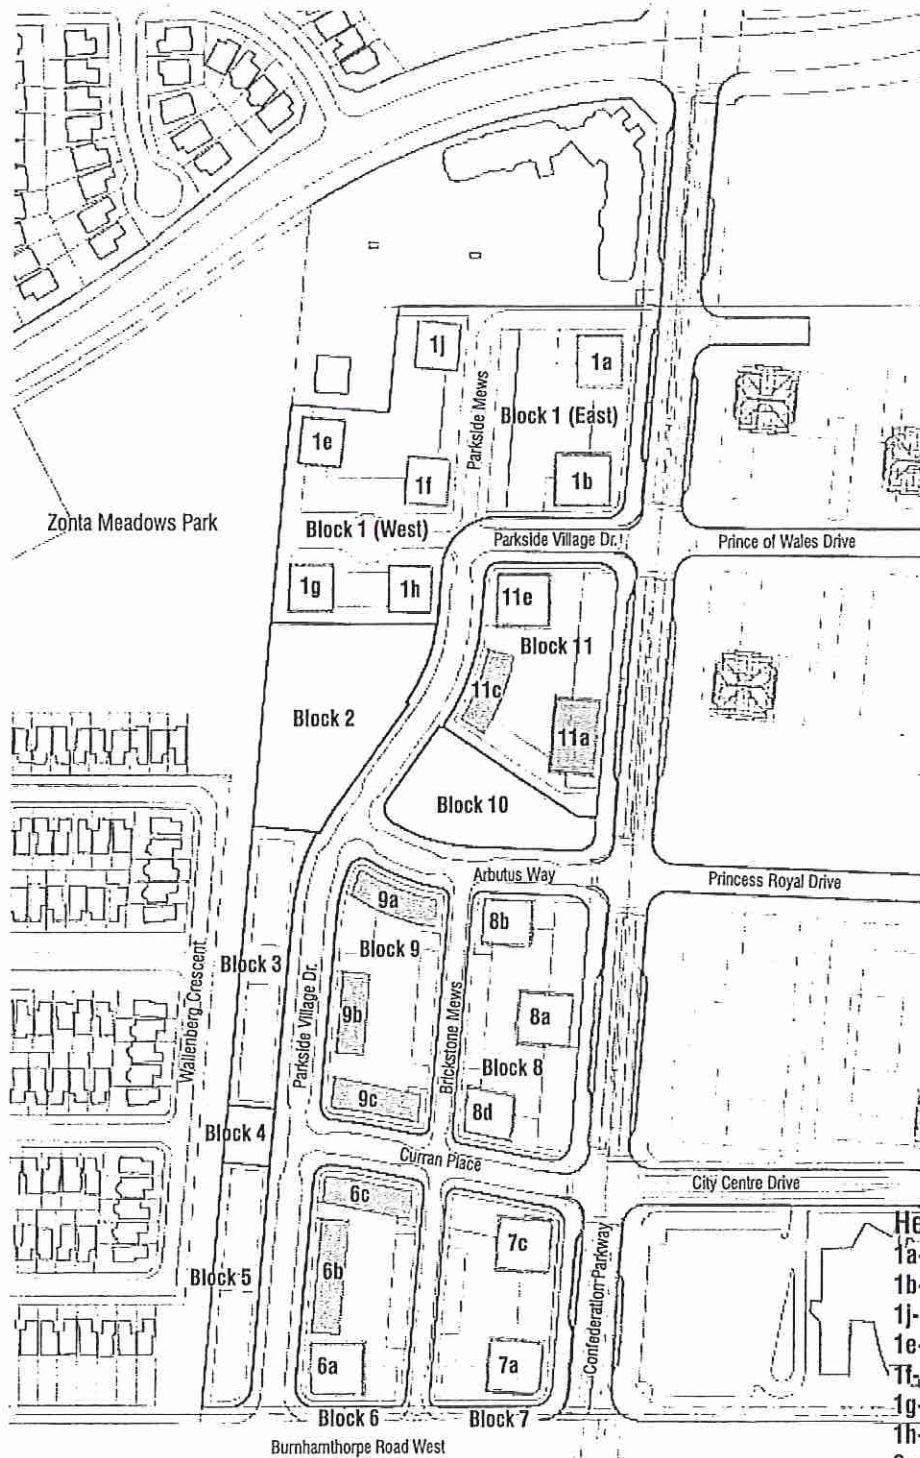 1j
1a
Parkside Mews
Block 1 (East)
1e
1f
1b
Zonta Meadows Park
Block 1 (West)
Parkside Village Dr.
Prince of Wales Drive
1g
1h
11e
Block 11
11c
Block 2
11a
Block 10
Arbutus Way
Princess Royal Drive
9a
8b
Block 9
Block 3
Wallenberg Crescent
Parkside Village Dr.
9b
Brickstone Mews
8a
Block 8
9c
8d
Block 4
Curran Place
City Centre Drive
6c
7c
Confederation Parkway
He
1a-
1b-
1j-
1e-
1f-
1g-
1h-
Block 5
6b
6a
7a
Block 6
Block 7
Burnhamthorpe Road West